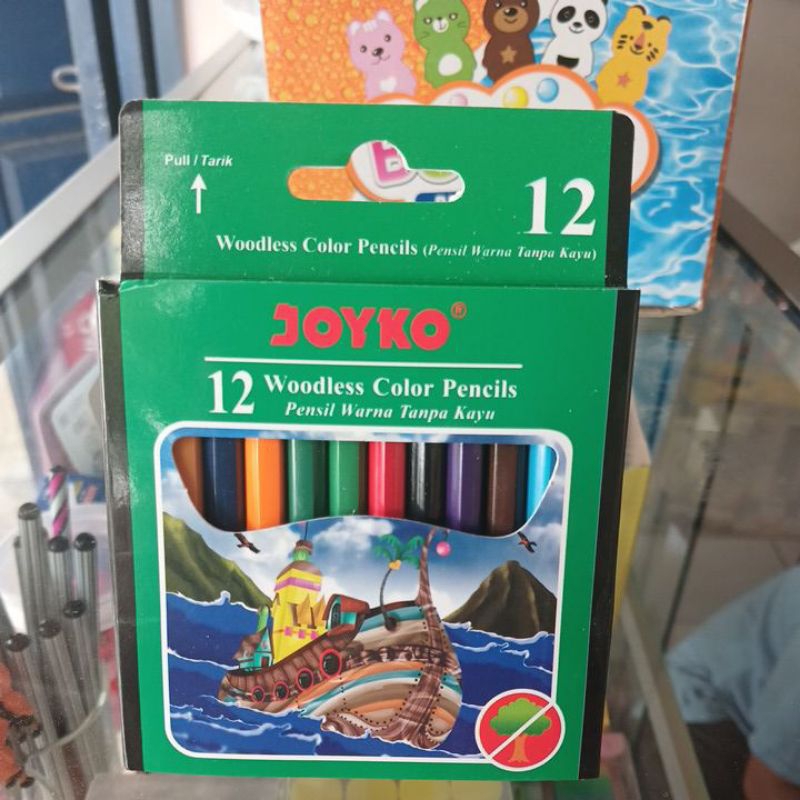 Pull / Tarik
12
Woodless Color Pencils (Pensil Warna Tanpa Kayu)
JOYKO®
12 Woodless Color Pencils
Pensil Warna Tanpa Kayu